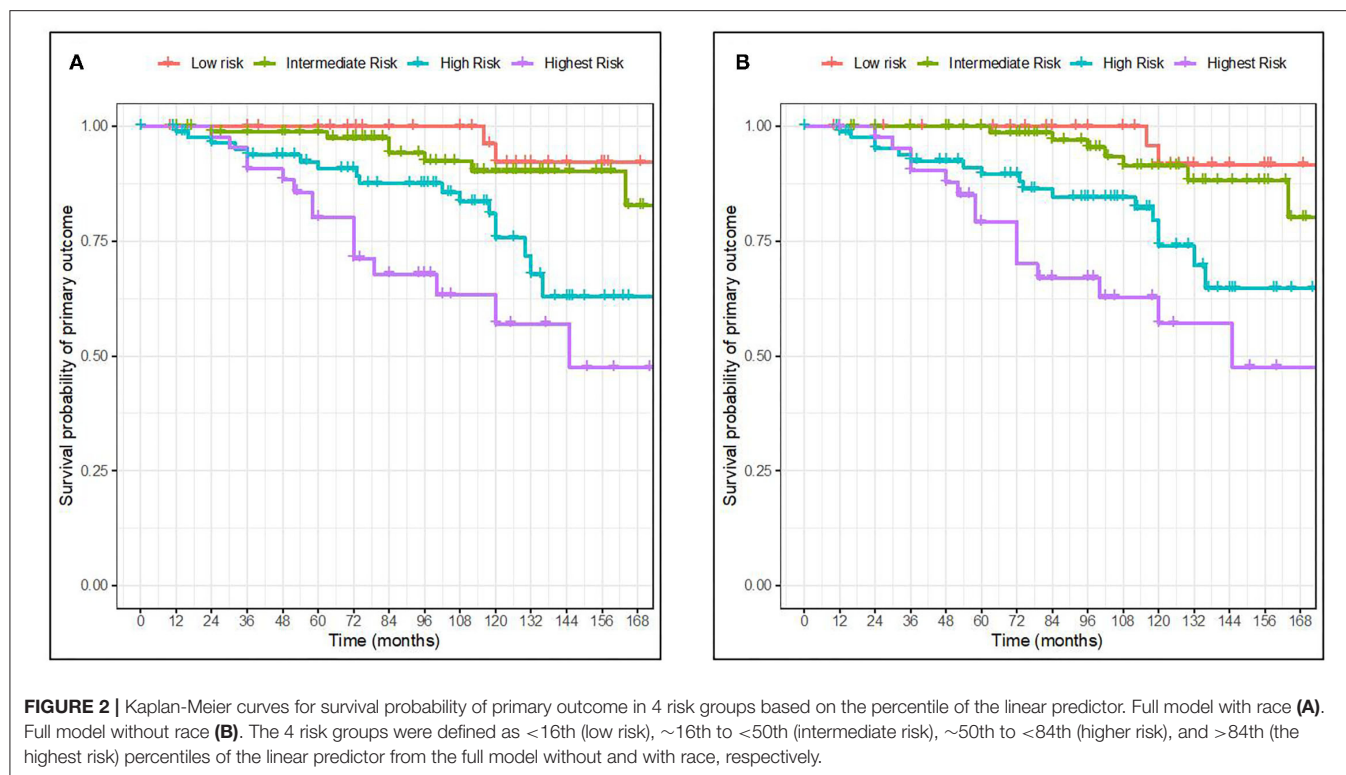 A
Low risk Intermediate Risk High Risk Highest Risk
Survival probability of primary outcome
1.00
0.75
0.50
0.25
0.00
0 12 24 36 48 60 72 84 96 108 120 132 144 156 168
Time (months)
B
Low risk Intermediate Risk High Risk Highest Risk
Survival probability of primary outcome
1.00
0.75
0.50
0.25
0.00
0 12 24 36 48 60 72 84 96 108 120 132 144 156 168
Time (months)
FIGURE 2 | Kaplan-Meier curves for survival probability of primary outcome in 4 risk groups based on the percentile of the linear predictor. Full model with race (A).
Full model without race (B). The 4 risk groups were defined as <16th (low risk), ~16th to <50th (intermediate risk), ~50th to <84th (higher risk), and >84th (the
highest risk) percentiles of the linear predictor from the full model without and with race, respectively.